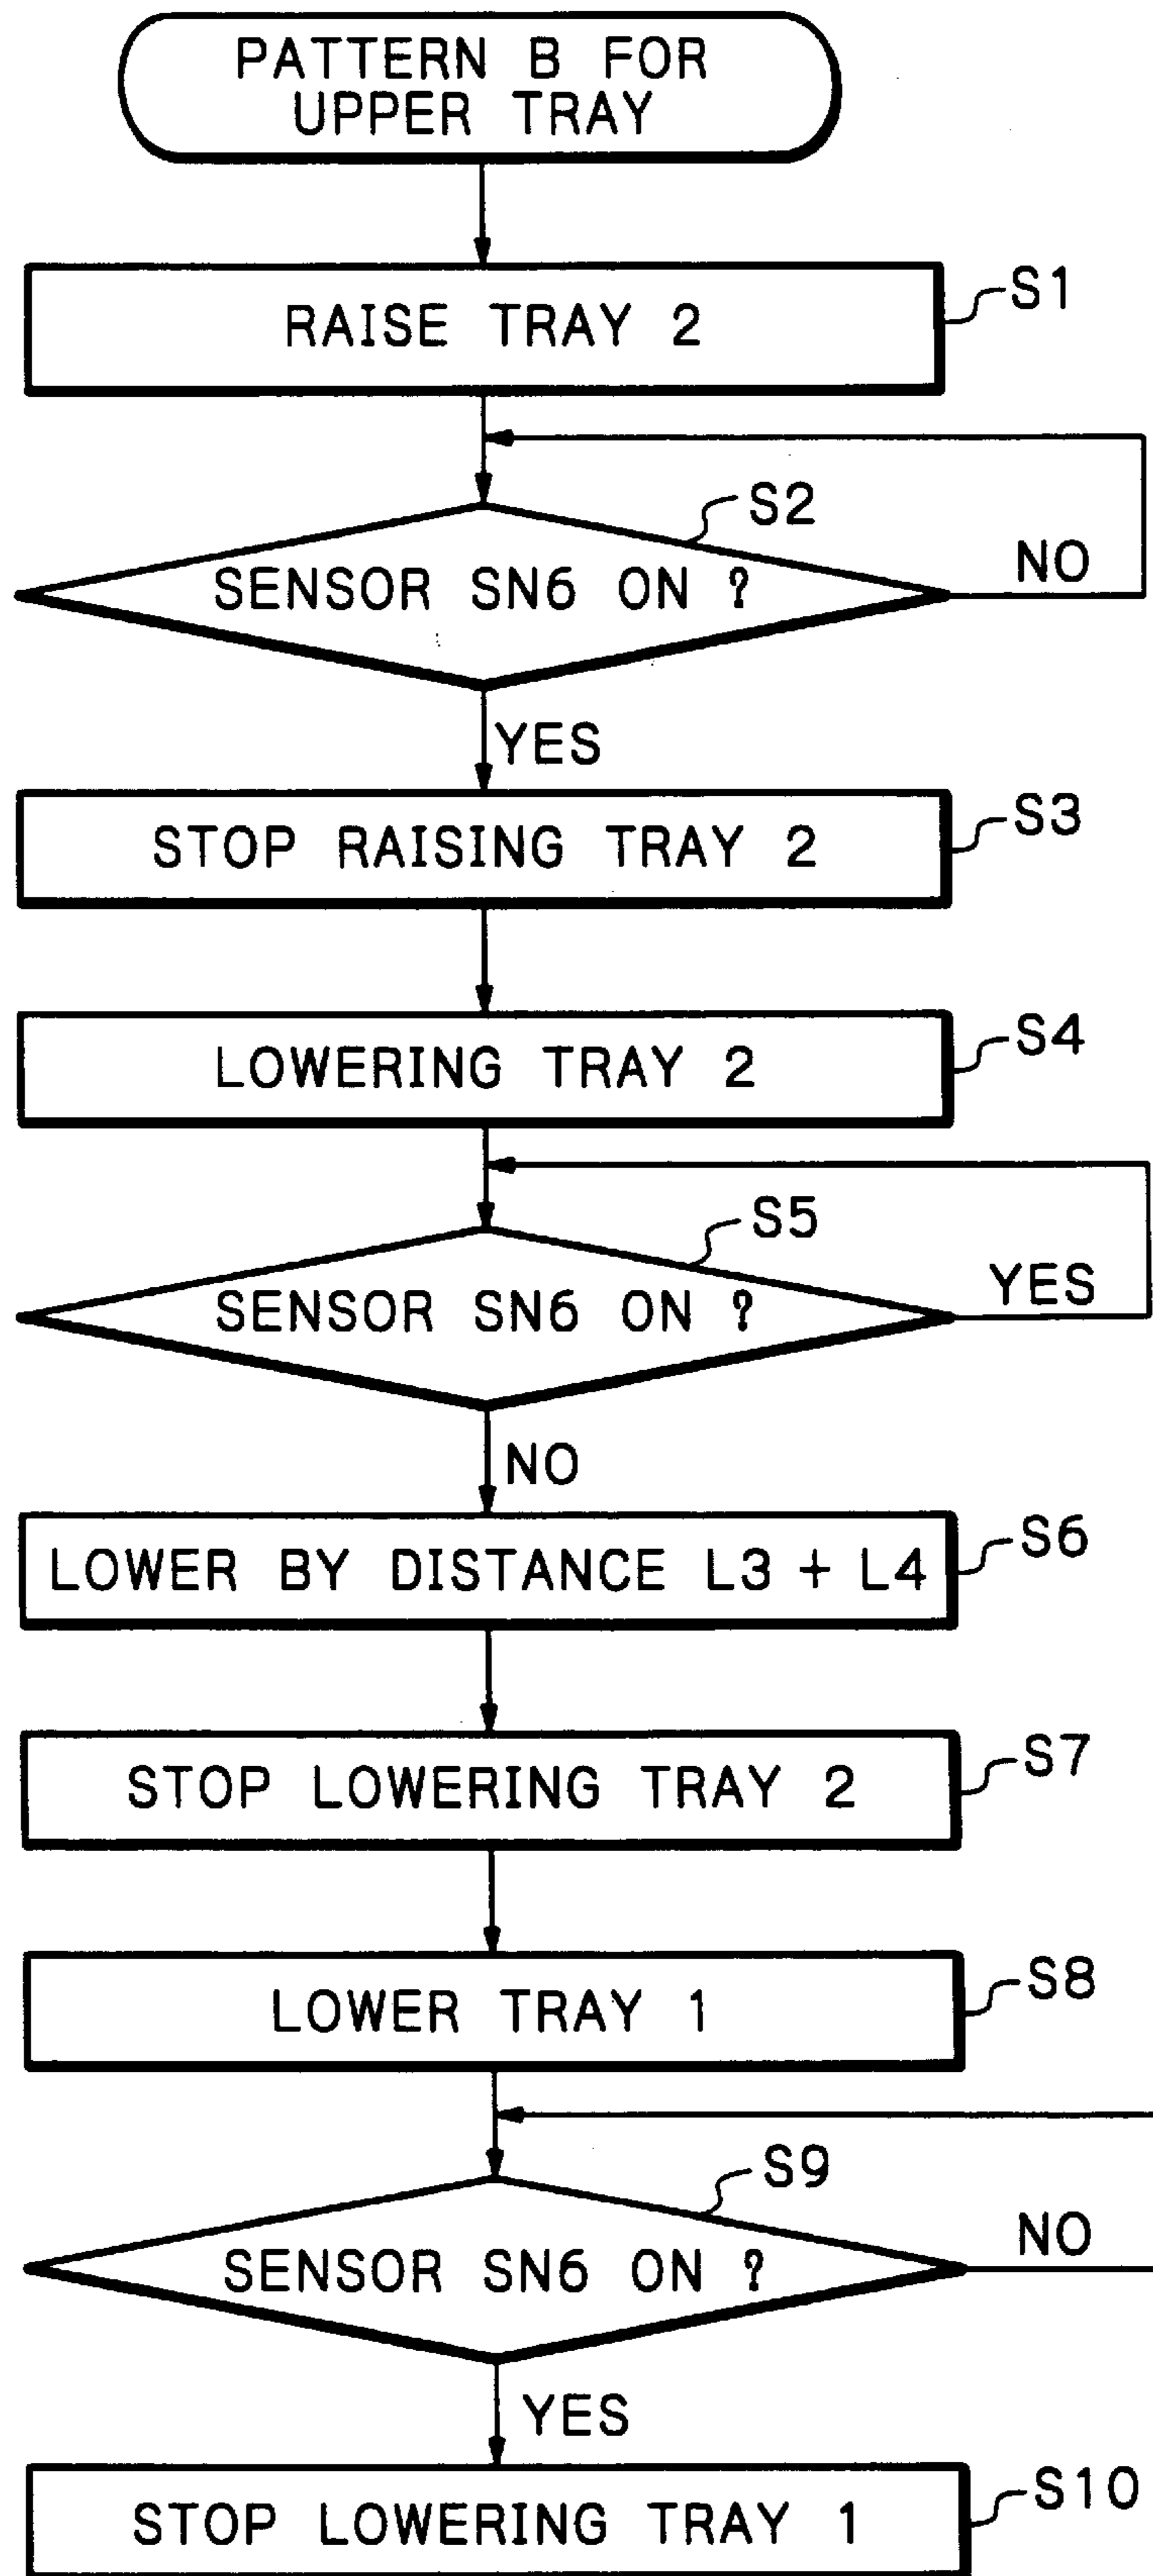 PATTERN B FOR
UPPER TRAY
RAISE TRAY 2
S1
SENSOR SN6 ON ?
S2
NO
YES
STOP RAISING TRAY 2
S3
LOWERING TRAY 2
S4
SENSOR SN6 ON ?
S5
YES
NO
LOWER BY DISTANCE L3 + L4
S6
STOP LOWERING TRAY 2
S7
LOWER TRAY 1
S8
SENSOR SN6 ON ?
S9
NO
YES
STOP LOWERING TRAY 1
S10